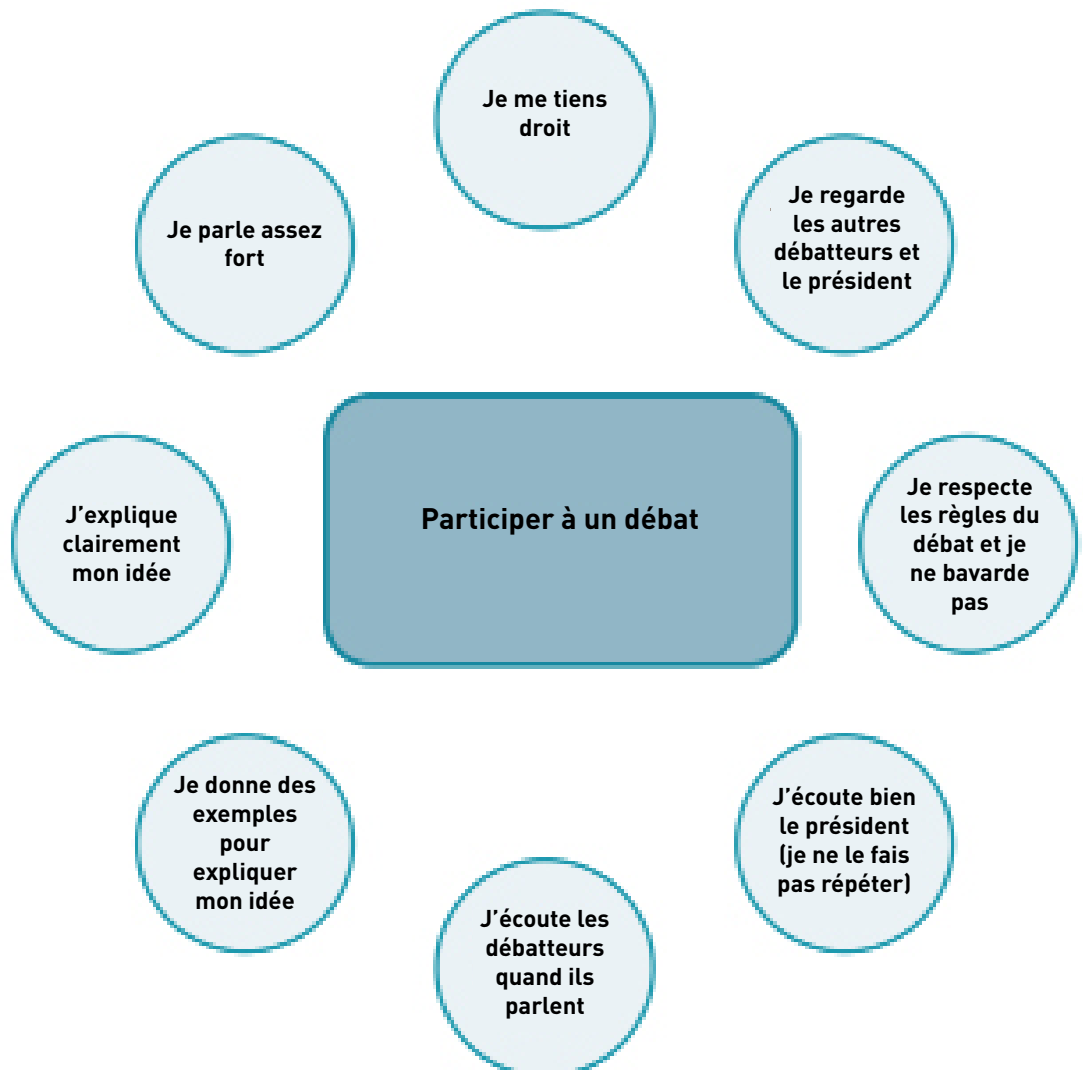 Je me tiens
droit
Je regarde
les autres
débatteurs et
le président
Je parle assez
fort
Participer à un débat
Je respecte
les règles du
débat et je
ne bavarde
pas
J’explique
clairement
mon idée
Je donne des
exemples
pour
expliquer
mon idée
J’écoute bien
le président
(je ne le fais
pas répéter)
J’écoute les
débatteurs
quand ils
parlent